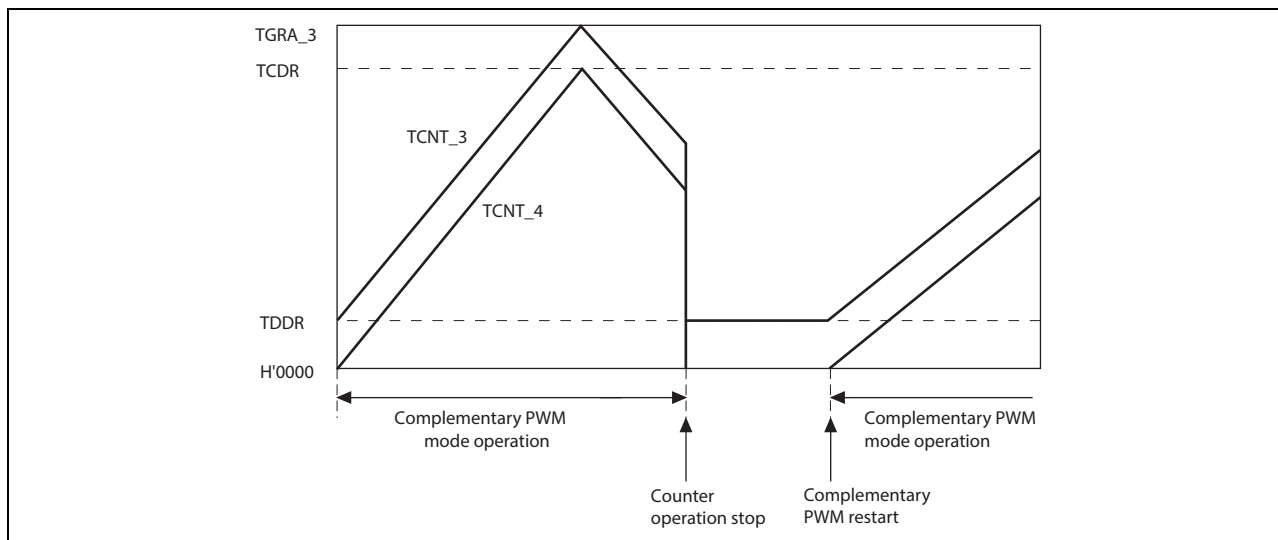 TGRA_3
TCDR
TCNT_3
TCNT_4
TDDR
H'0000
Complementary PWM
mode operation
Complementary PWM
mode operation
Counter
operation stop
Complementary
PWM restart